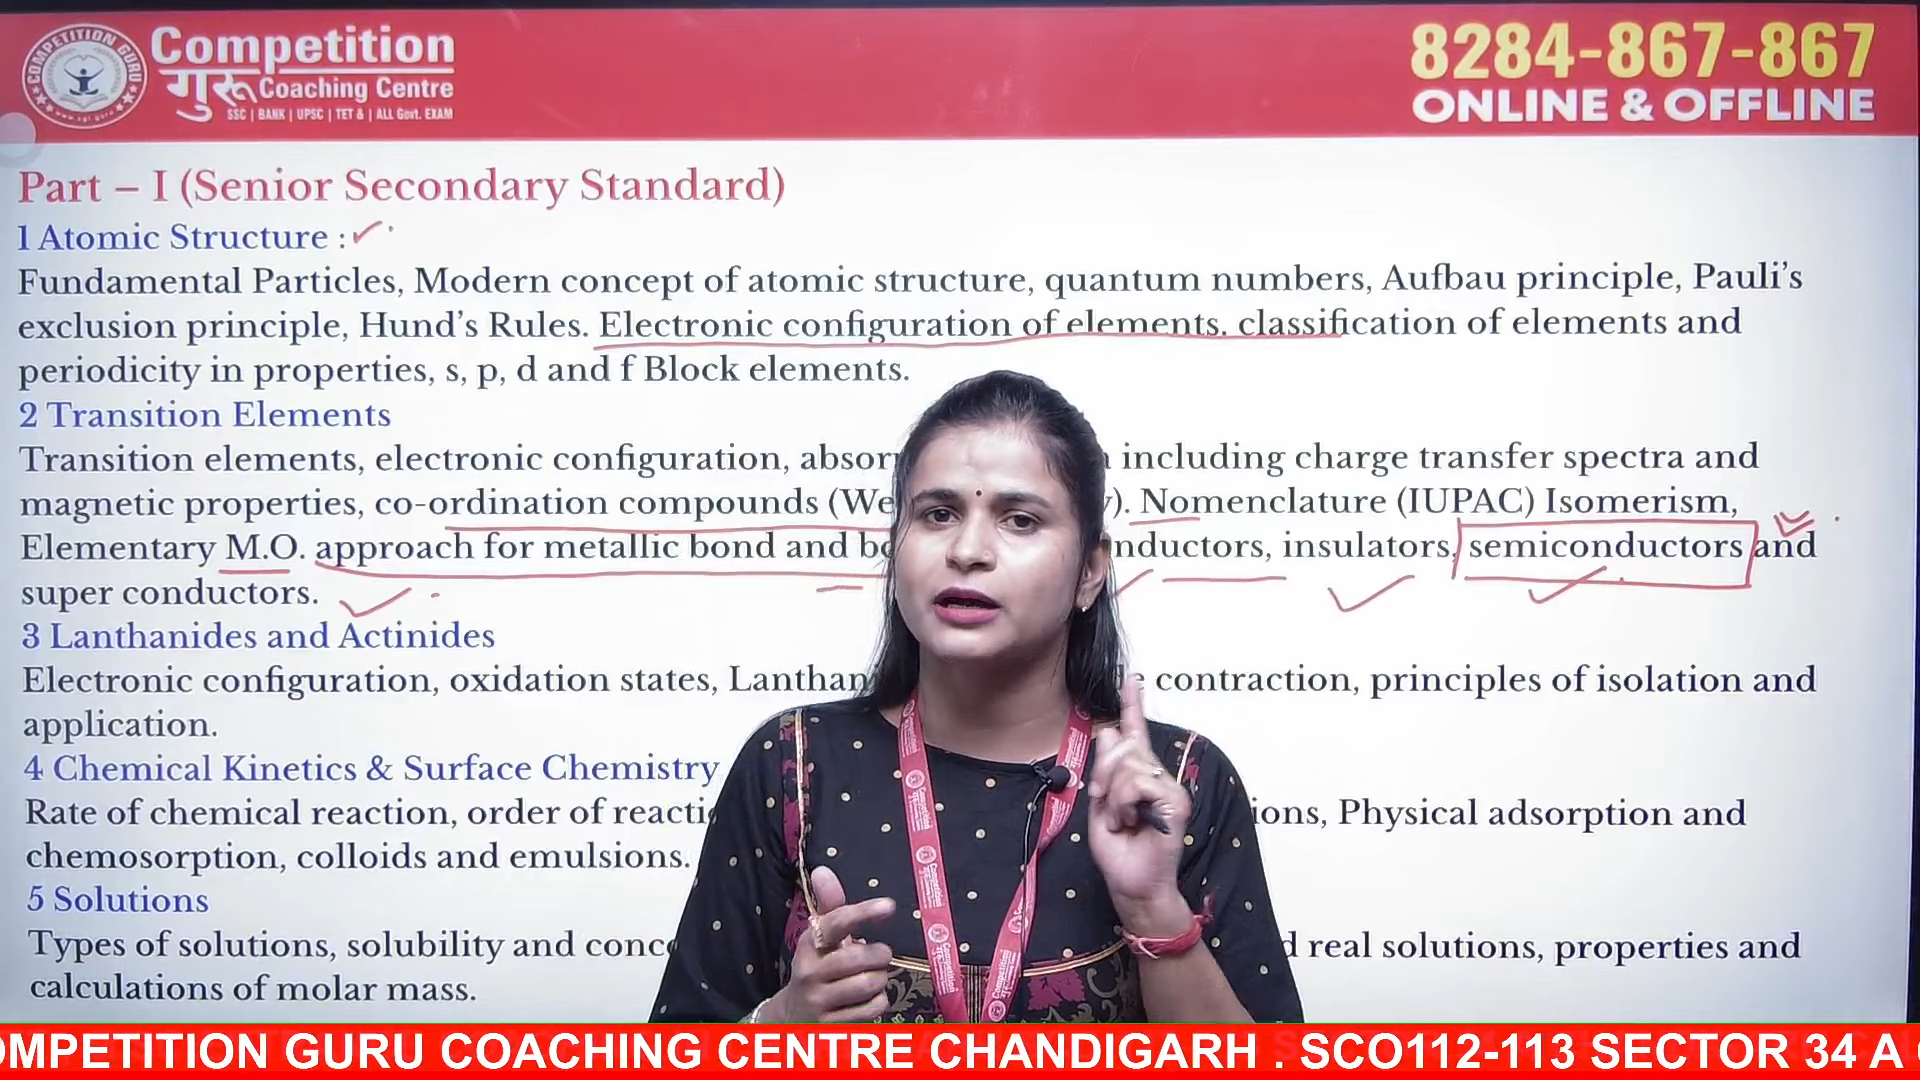 COMPETITION GURU
Competition
गुरू Coaching Centre
SSC | BANK | UPSC | TET & | ALL Govt. EXAM
8284-867-867
ONLINE & OFFLINE
Part – I (Senior Secondary Standard)
1 Atomic Structure :
Fundamental Particles, Modern concept of atomic structure, quantum numbers, Aufbau principle, Pauli's
exclusion principle, Hund's Rules. Electronic configuration of elements. classification of elements and
periodicity in properties, s, p, d and f Block elements.
2 Transition Elements
Transition elements, electronic configuration, including charge transfer spectra and
magnetic properties, co-ordination compounds Nomenclature (IUPAC) Isomerism,
Elementary M.O. approach for metallic bond and insulators, semiconductors and
super conductors.
3 Lanthanides and Actinides
Electronic configuration, oxidation states, contraction, principles of isolation and
application.
4 Chemical Kinetics & Surface Chemistry
Rate of chemical reaction, order of Physical adsorption and
chemosorption, colloids and emulsions.
5 Solutions
Types of solutions, solubility and real solutions, properties and
calculations of molar mass.
OMPETITION GURU COACHING CENTRE CHANDIGARH . SCO112-113 SECTOR 34 A